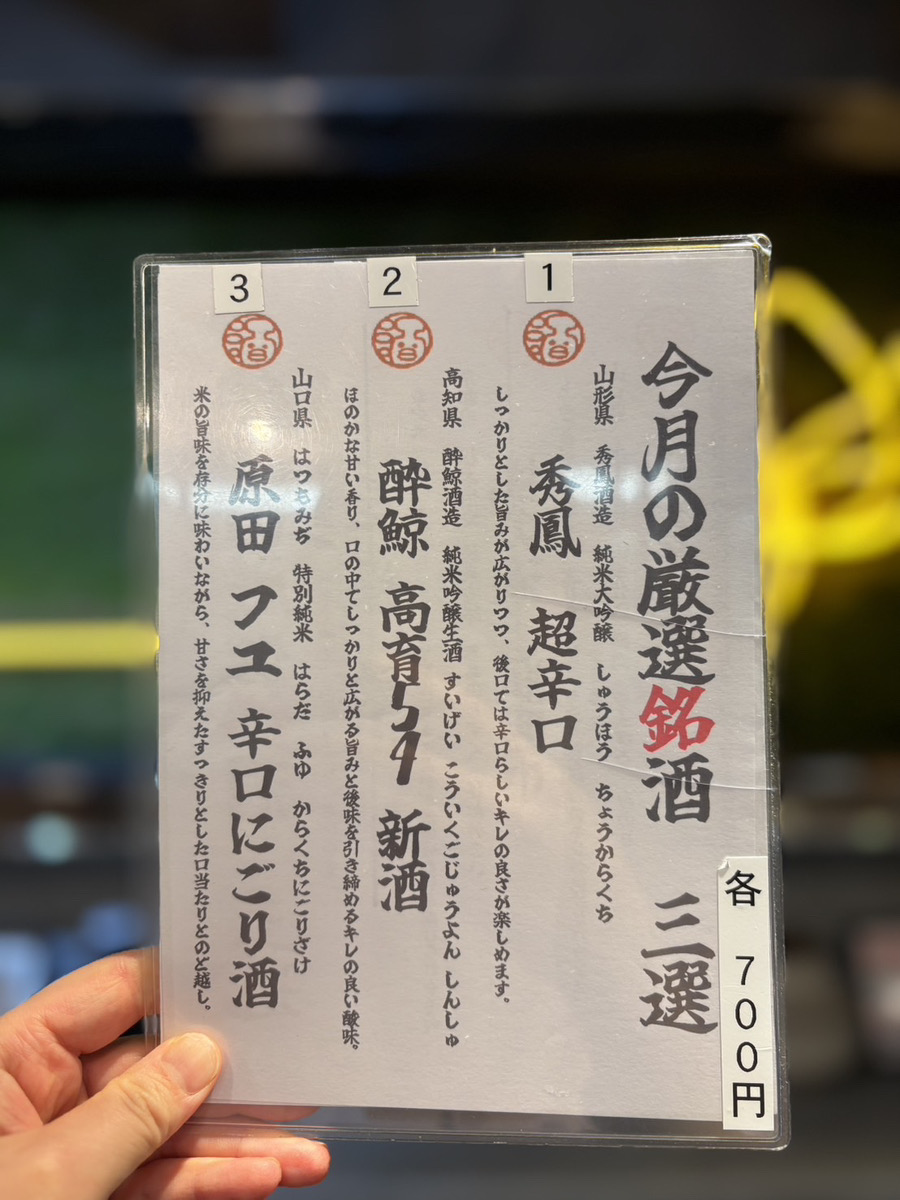 今月の厳選銘酒 三選
各 700円
1
山形県 秀鳳酒造 純米大吟醸 しゅうほう ちょうからくち
秀鳳 超辛口
しっかりとした旨みが広がりつつ、後口では辛口らしいキレの良さが楽しめます。
2
高知県 酔鯨酒造 純米吟醸生酒 すいげい こういくごじゅうよん しんしゅ
酔鯨 高育54 新酒
ほのかな甘い香り、口の中でしっかりと広がる旨みと後味を引き締めるキレの良い酸味。
3
山口県 はつもみぢ 特別純米 はらだ ふゆ からくちにごりざけ
原田 フユ 辛口にごり酒
米の旨味を存分に味わいながら、甘さを抑えたすっきりとした口当たりとのど越し。